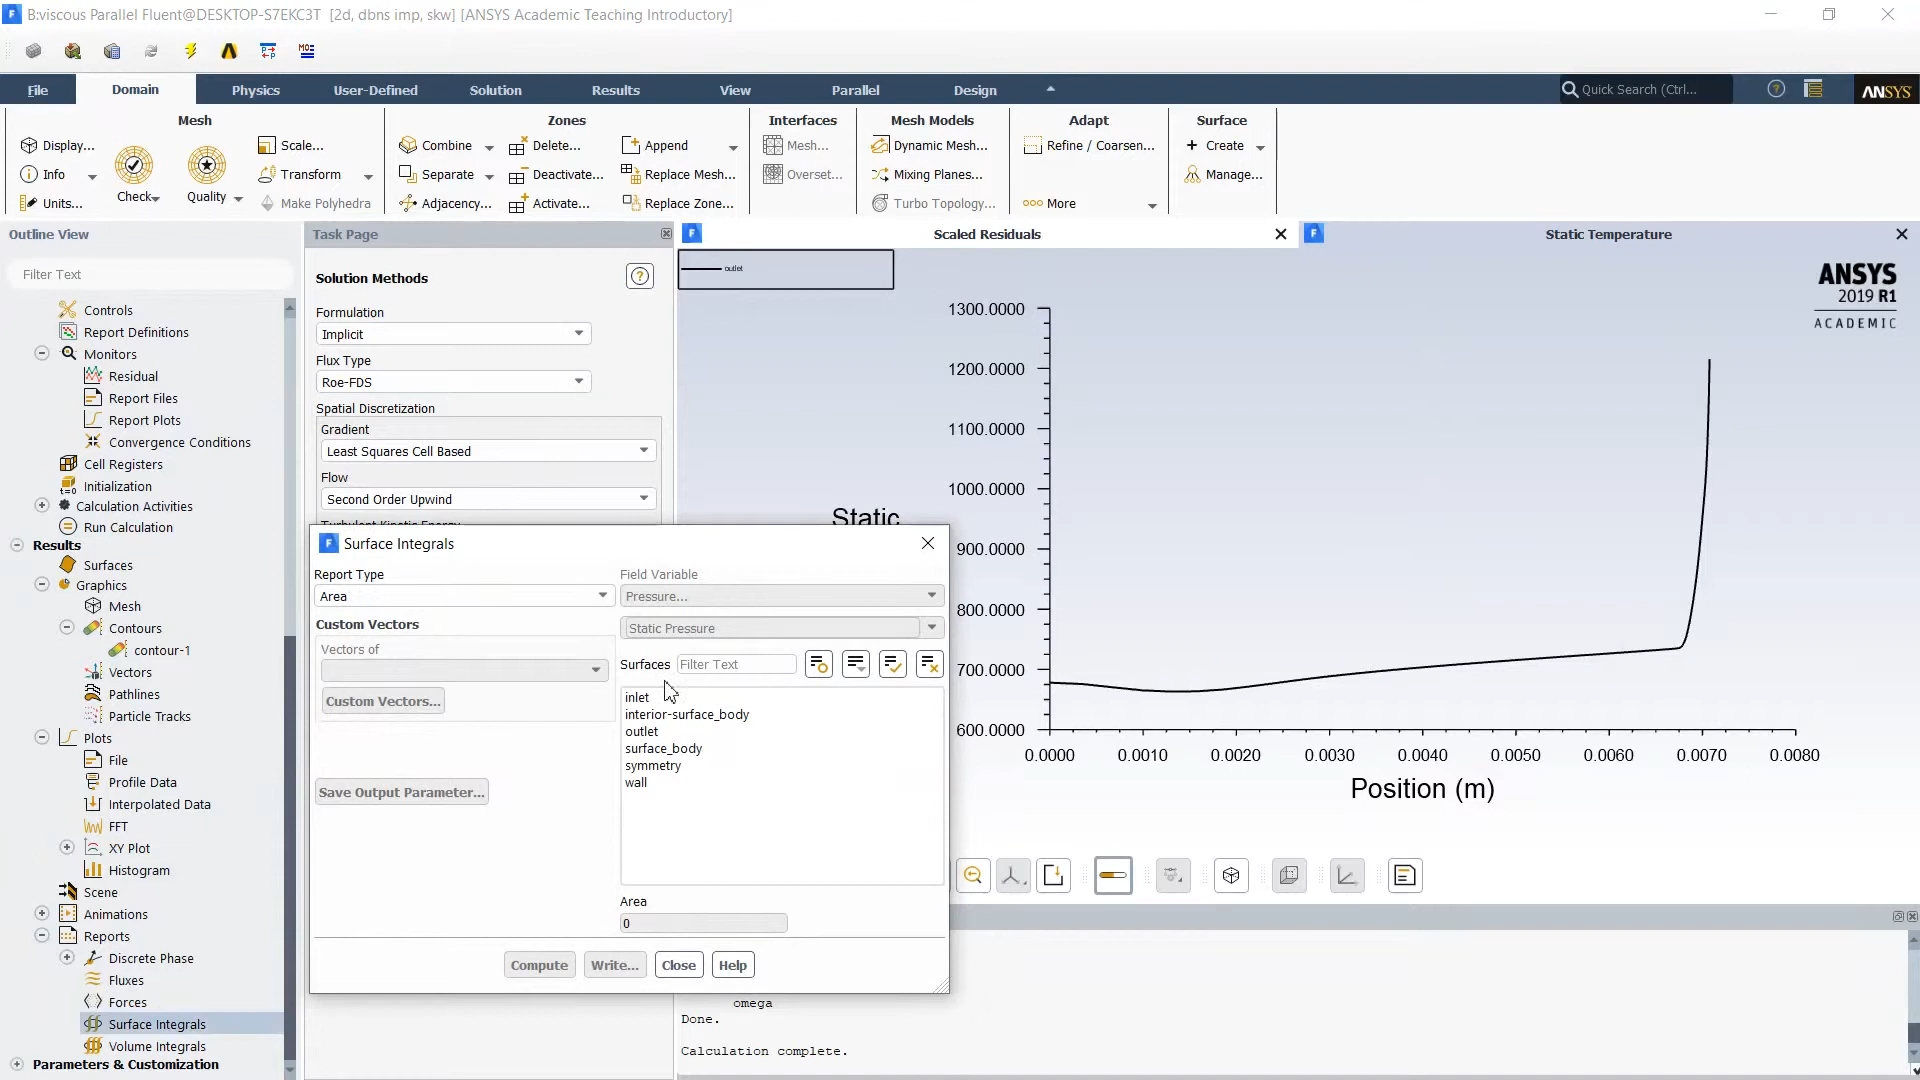 B:viscous Parallel Fluent@DESKTOP-S7EKC3T [2d, dbns imp, skw] [ANSYS Academic Teaching Introductory]
File Domain Physics User-Defined Solution Results View Parallel Design Quick Search (Ctrl... ANSYS
Mesh Zones Interfaces Mesh Models Adapt Surface
Display... Scale... Combine Delete... Append Mesh... Dynamic Mesh... Refine / Coarsen... Create
Info Transform Separate Deactivate... Replace Mesh... Overset... Mixing Planes... Manage...
Check Quality
Units... Make Polyhedra Adjacency... Activate... Replace Zone... Turbo Topology... More
Outline View
Filter Text
Controls
Report Definitions
Monitors
Residual
Report Files
Report Plots
Convergence Conditions
Cell Registers
Initialization
Calculation Activities
Run Calculation
Results
Surfaces
Graphics
Mesh
Contours
contour-1
Vectors
Pathlines
Particle Tracks
Plots
File
Profile Data
Interpolated Data
FFT
XY Plot
Histogram
Scene
Animations
Reports
Discrete Phase
Fluxes
Forces
Surface Integrals
Volume Integrals
Parameters & Customization
Task Page
Solution Methods
Formulation
Implicit
Flux Type
Roe-FDS
Spatial Discretization
Gradient
Least Squares Cell Based
Flow
Second Order Upwind
Turbulent Kinetic Energy
Surface Integrals
Report Type
Area
Custom Vectors
Vectors of
Custom Vectors...
Save Output Parameter...
Field Variable
Pressure...
Static Pressure
Surfaces Filter Text
inlet
interior-surface_body
outlet
surface_body
symmetry
wall
Area
0
Compute Write... Close Help
Scaled Residuals
Static Temperature
outlet
ANSYS
2019 R1
ACADEMIC
1300.0000
1200.0000
1100.0000
1000.0000
900.0000
800.0000
700.0000
600.0000
Static
0.0000 0.0010 0.0020 0.0030 0.0040 0.0050 0.0060 0.0070 0.0080
Position (m)
omega
Done.
Calculation complete.